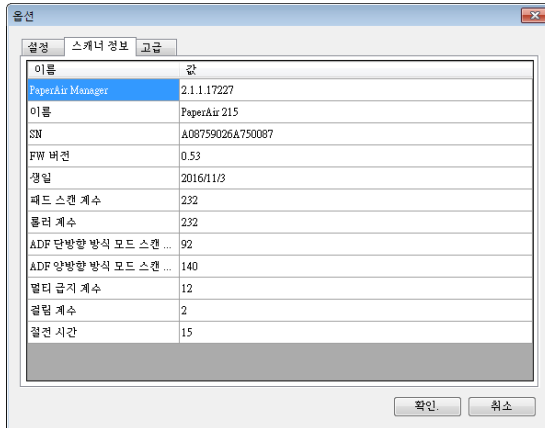 옵션
설정 스캐너 정보 고급
이름 값
PaperAir Manager 2.1.1.17227
이름 PaperAir 215
SN A08759026A750087
FW 버전 0.53
생일 2016/11/3
패드 스캔 계수 232
롤러 계수 232
ADF 단방향 방식 모드 스캔 ... 92
ADF 양방향 방식 모드 스캔 ... 140
멀티 급지 계수 12
걸림 계수 2
절전 시간 15
확인. 취소